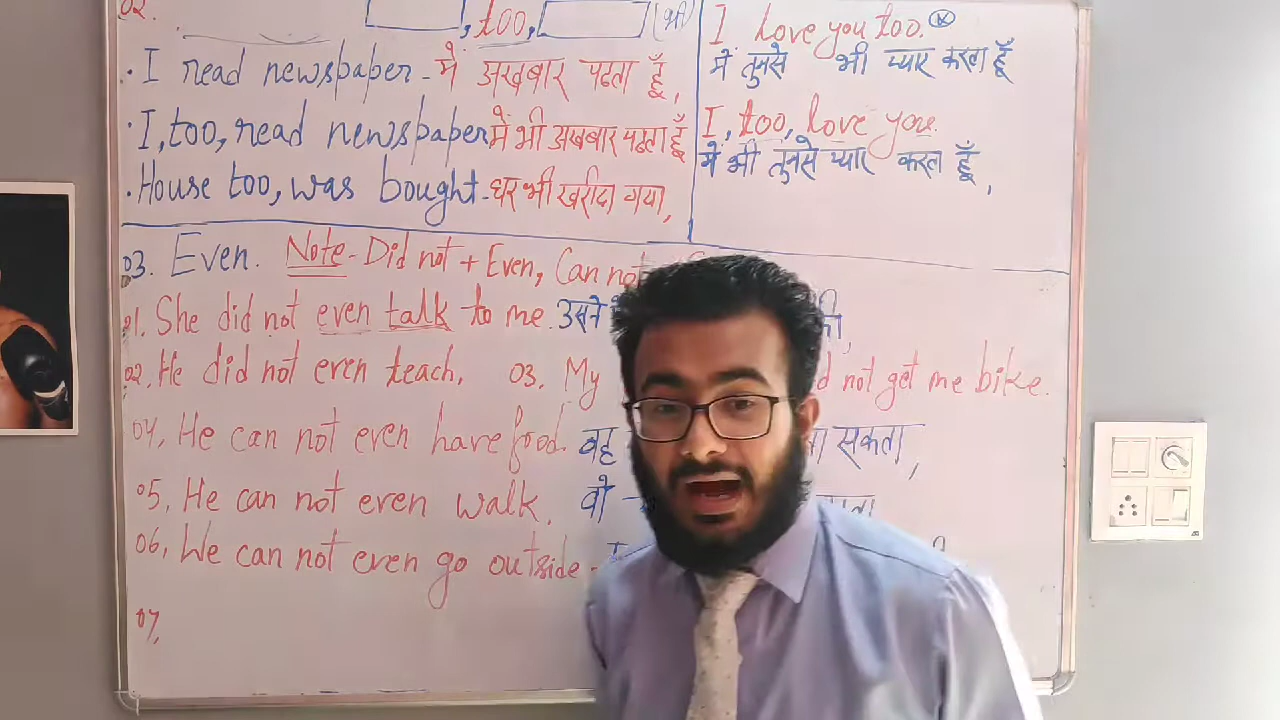 02.
, too, (भी)
· I read newspaper - मैं अखबार पढता हूँ,
· I, too, read newspaper मैं भी अखबार पढता हूँ
· House too, was bought - घर भी खरीदा गया,
I love you too.
मैं तुमसे भी प्यार करता हूँ
I, too, love you.
मैं भी तुमसे प्यार करता हूँ,
03. Even. Note - Did not + Even, Can not
01. She did not even talk to me. उसने की,
02. He did not even teach. 03. My not get me bike.
04, He can not even have food. वह सकता,
05, He can not even walk. वो
06, We can not even go outside -
07,